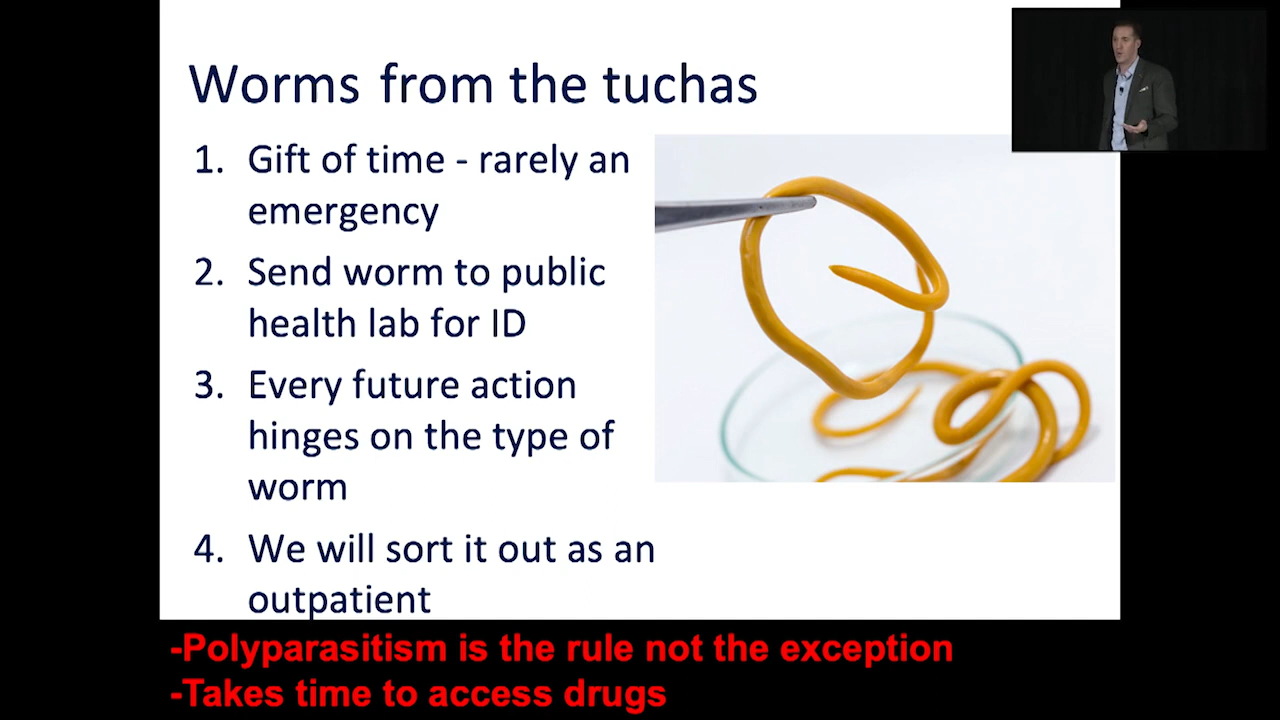 Worms from the tuchas
1. Gift of time - rarely an
emergency
2. Send worm to public
health lab for ID
3. Every future action
hinges on the type of
worm
4. We will sort it out as an
outpatient
-Polyparasitism is the rule not the exception
-Takes time to access drugs